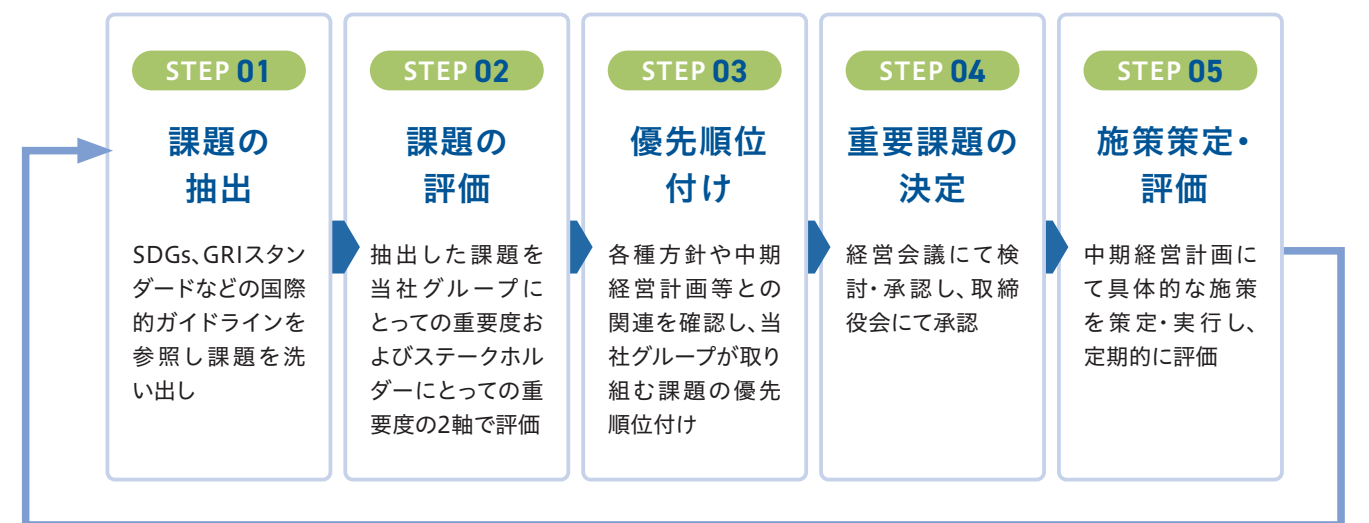 STEP 01
課題の
抽出
SDGs、GRIスタン
ダードなどの国際
的ガイドラインを
参照し課題を洗
い出し
STEP 02
課題の
評価
抽出した課題を
当社グループに
とっての重要度お
よびステークホル
ダーにとっての重
要度の2軸で評価
STEP 03
優先順位
付け
各種方針や中期
経営計画等との
関連を確認し、当
社グループが取り
組む課題の優先
順位付け
STEP 04
重要課題の
決定
経営会議にて検
討・承認し、取締
役会にて承認
STEP 05
施策策定・
評価
中期経営計画に
て具体的な施策
を策定・実行し、
定期的に評価